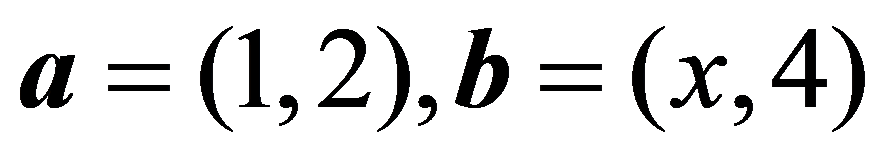 a = (1,2), b = (x,4)